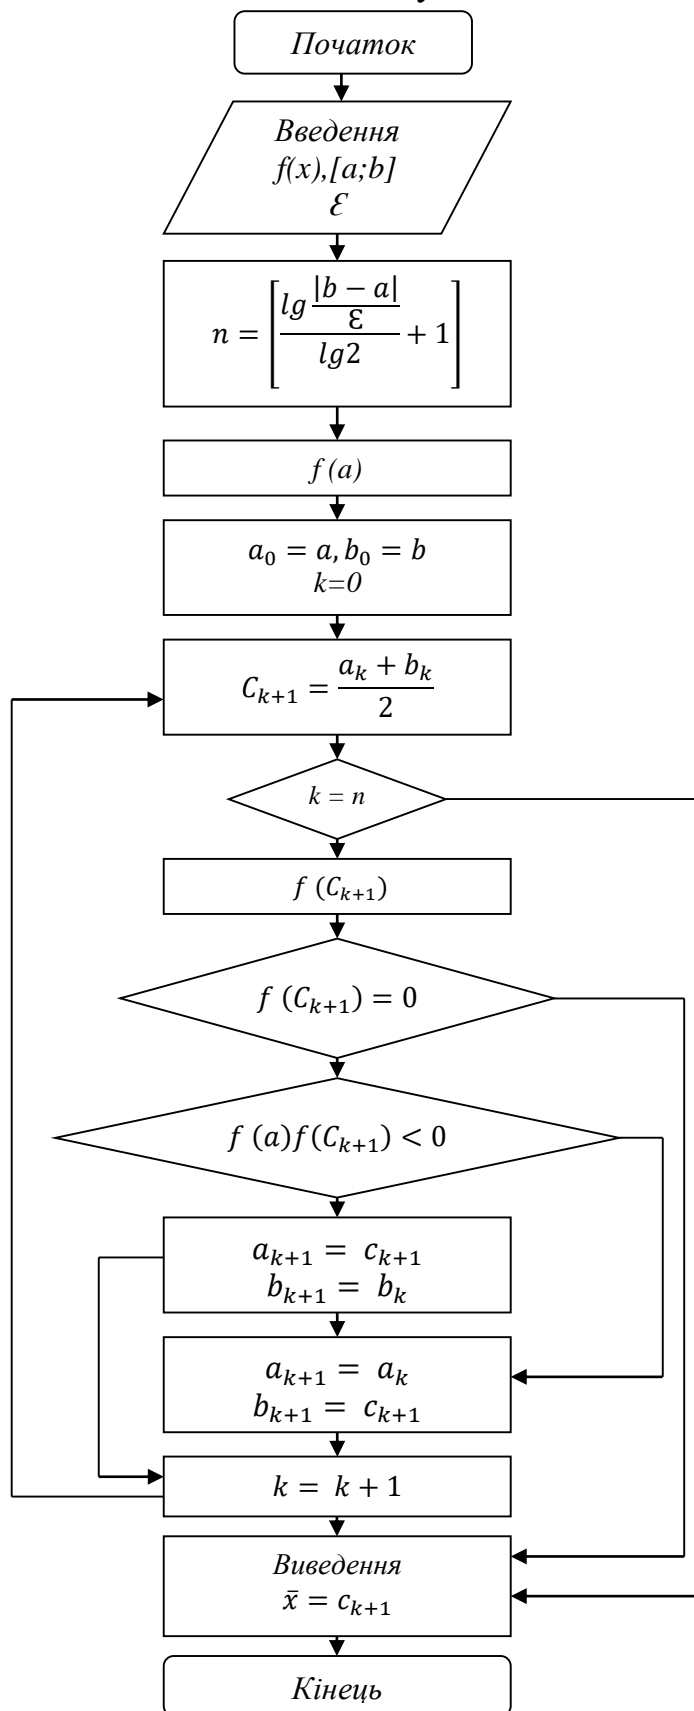 Початок
Введення
f(x),[a;b]
Ɛ
n = [lg |b − a|/Ɛ / lg2 + 1]
f (a)
a₀ = a, b₀ = b
k=0
Cₖ₊₁ = (aₖ + bₖ)/2
k = n
f (Cₖ₊₁)
f (Cₖ₊₁) = 0
f (a)f(Cₖ₊₁) < 0
aₖ₊₁ = cₖ₊₁
bₖ₊₁ = bₖ
aₖ₊₁ = aₖ
bₖ₊₁ = cₖ₊₁
k = k + 1
Виведення
x̄ = cₖ₊₁
Кінець